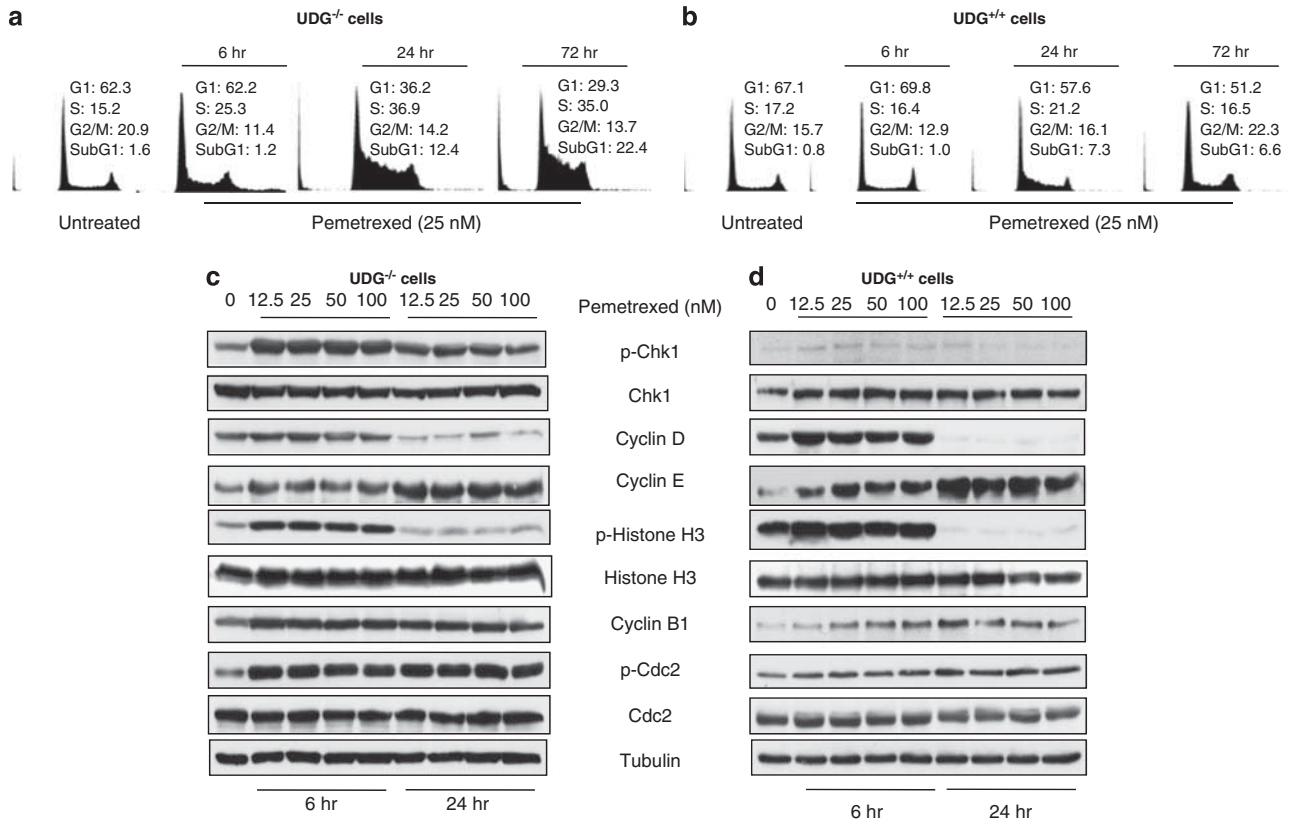 a
UDG-/- cells
6 hr 24 hr 72 hr
G1: 62.3
S: 15.2
G2/M: 20.9
SubG1: 1.6
G1: 62.2
S: 25.3
G2/M: 11.4
SubG1: 1.2
G1: 36.2
S: 36.9
G2/M: 14.2
SubG1: 12.4
G1: 29.3
S: 35.0
G2/M: 13.7
SubG1: 22.4
Untreated
Pemetrexed (25 nM)
b
UDG+/+ cells
6 hr 24 hr 72 hr
G1: 67.1
S: 17.2
G2/M: 15.7
SubG1: 0.8
G1: 69.8
S: 16.4
G2/M: 12.9
SubG1: 1.0
G1: 57.6
S: 21.2
G2/M: 16.1
SubG1: 7.3
G1: 51.2
S: 16.5
G2/M: 22.3
SubG1: 6.6
Untreated
Pemetrexed (25 nM)
c
UDG-/- cells
0 12.5 25 50 100 12.5 25 50 100
Pemetrexed (nM)
d
UDG+/+ cells
0 12.5 25 50 100 12.5 25 50 100
p-Chk1
Chk1
Cyclin D
Cyclin E
p-Histone H3
Histone H3
Cyclin B1
p-Cdc2
Cdc2
Tubulin
6 hr 24 hr
6 hr 24 hr